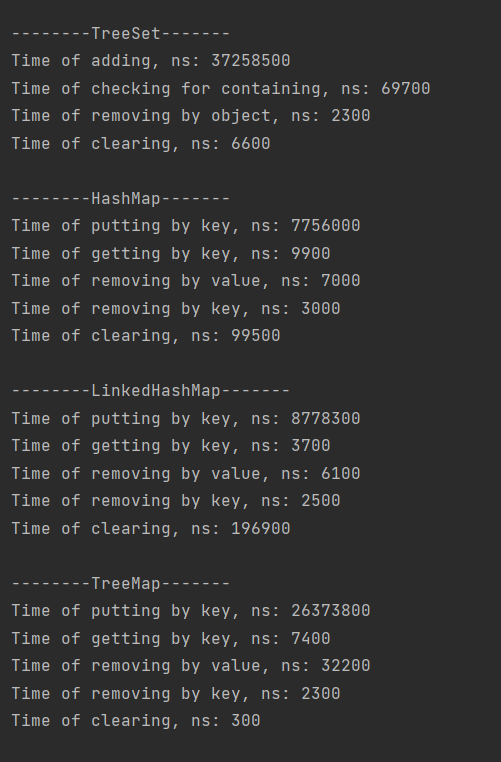 --------TreeSet-------
Time of adding, ns: 37258500
Time of checking for containing, ns: 69700
Time of removing by object, ns: 2300
Time of clearing, ns: 6600
--------HashMap-------
Time of putting by key, ns: 7756000
Time of getting by key, ns: 9900
Time of removing by value, ns: 7000
Time of removing by key, ns: 3000
Time of clearing, ns: 99500
--------LinkedHashMap-------
Time of putting by key, ns: 8778300
Time of getting by key, ns: 3700
Time of removing by value, ns: 6100
Time of removing by key, ns: 2500
Time of clearing, ns: 196900
--------TreeMap-------
Time of putting by key, ns: 26373800
Time of getting by key, ns: 7400
Time of removing by value, ns: 32200
Time of removing by key, ns: 2300
Time of clearing, ns: 300